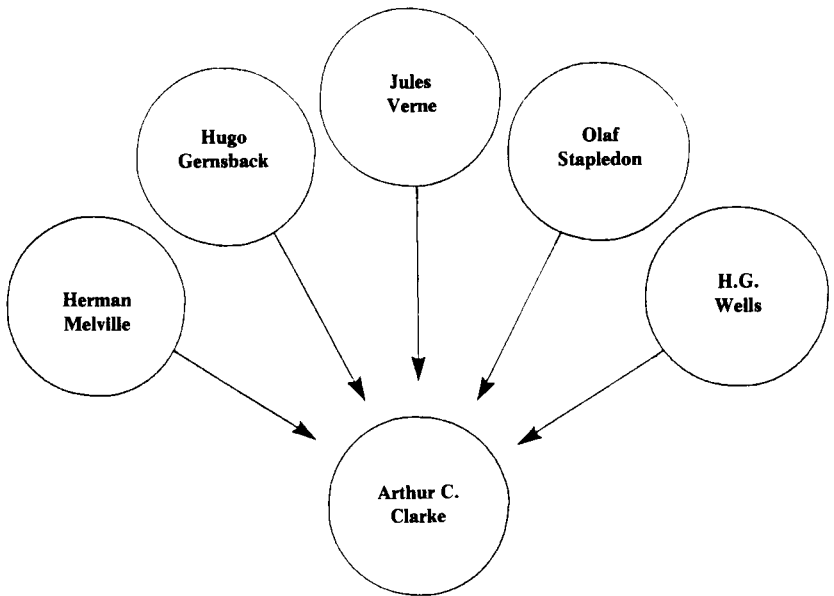 Jules
Verne
Hugo
Gernsback
Olaf
Stapledon
Herman
Melville
H.G.
Wells
Arthur C.
Clarke